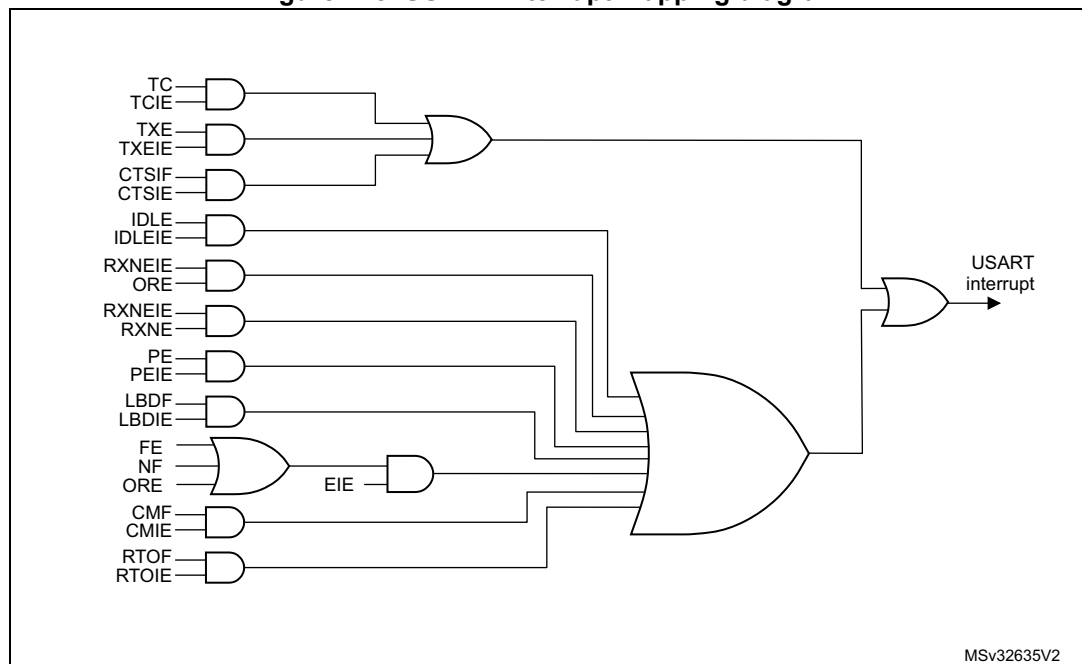 TC
TCIE
TXE
TXEIE
CTSIF
CTSIE
IDLE
IDLEIE
RXNEIE
ORE
RXNEIE
RXNE
PE
PEIE
LBDF
LBDIE
FE
NF
ORE
EIE
CMF
CMIE
RTOF
RTOIE
USART
interrupt
MSv32635V2